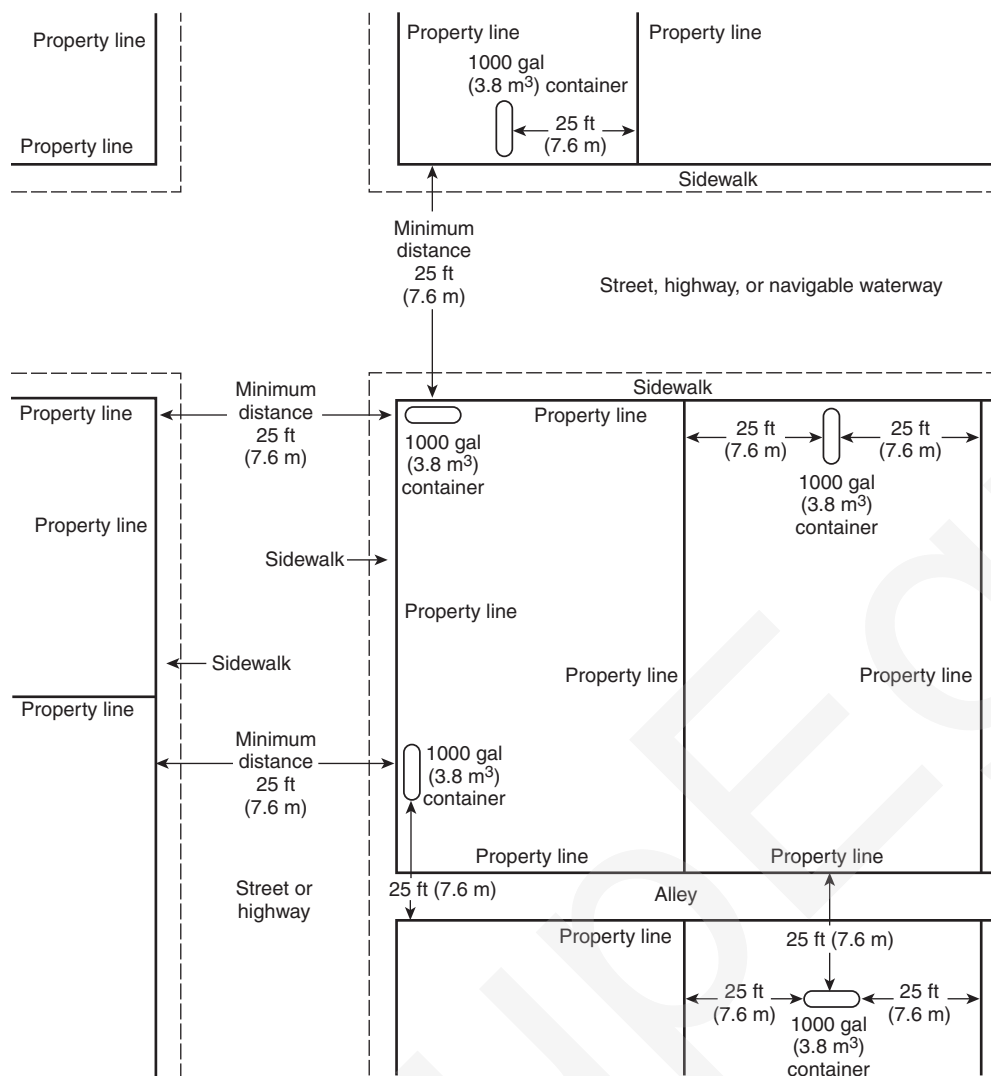 Property line
Property line
Property line
Property line
1000 gal
(3.8 m³) container
25 ft
(7.6 m)
Sidewalk
Minimum
distance
25 ft
(7.6 m)
Street, highway, or navigable waterway
Sidewalk
Property line
Minimum
distance
25 ft
(7.6 m)
Property line
1000 gal
(3.8 m³)
container
25 ft
(7.6 m)
25 ft
(7.6 m)
1000 gal
(3.8 m³)
container
Property line
Sidewalk
Property line
Sidewalk
Property line
Property line
Property line
Minimum
distance
25 ft
(7.6 m)
1000 gal
(3.8 m³)
container
Property line
Property line
Street or
highway
25 ft (7.6 m)
Alley
Property line
25 ft (7.6 m)
25 ft
(7.6 m)
25 ft
(7.6 m)
1000 gal
(3.8 m³)
container